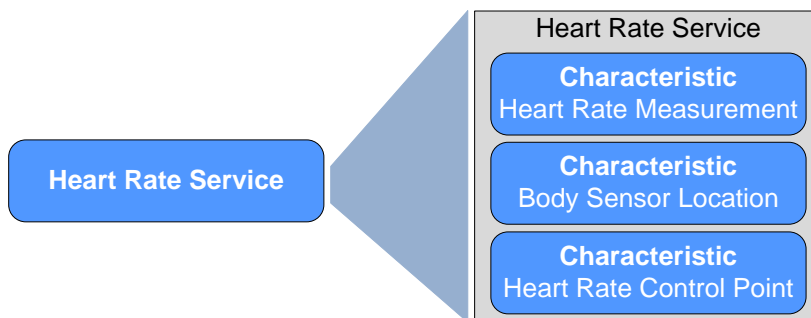 Heart Rate Service
Heart Rate Service
Characteristic
Heart Rate Measurement
Characteristic
Body Sensor Location
Characteristic
Heart Rate Control Point